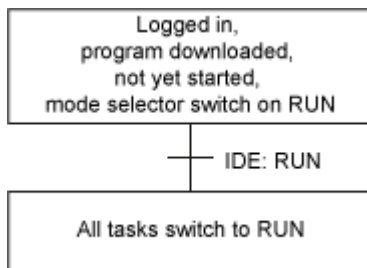 Logged in,
program downloaded,
not yet started,
mode selector switch on RUN
IDE: RUN
All tasks switch to RUN